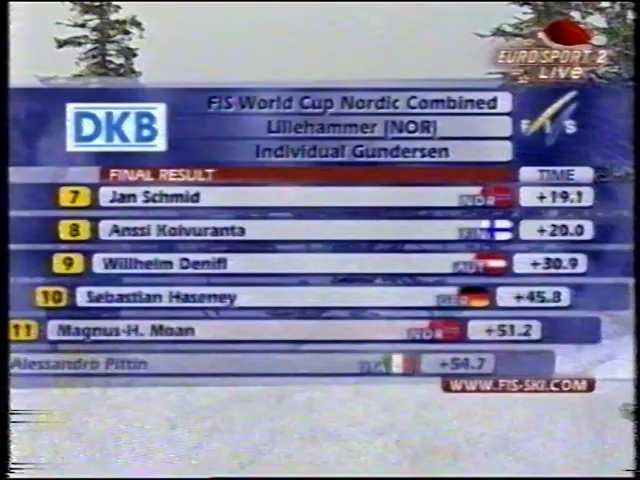 EUROSPORT 2
LIVE
DKB
FIS World Cup Nordic Combined
Lillehammer (NOR)
Individual Gundersen
FIS
FINAL RESULT TIME
7 Jan Schmid NOR +19.1
8 Anssi Koivuranta FIN +20.0
9 Willhelm Denifl AUT +30.9
10 Sebastian Haseney GER +45.8
11 Magnus-H. Moan NOR +51.2
Alessandro Pittin ITA +54.7
WWW.FIS-SKI.COM